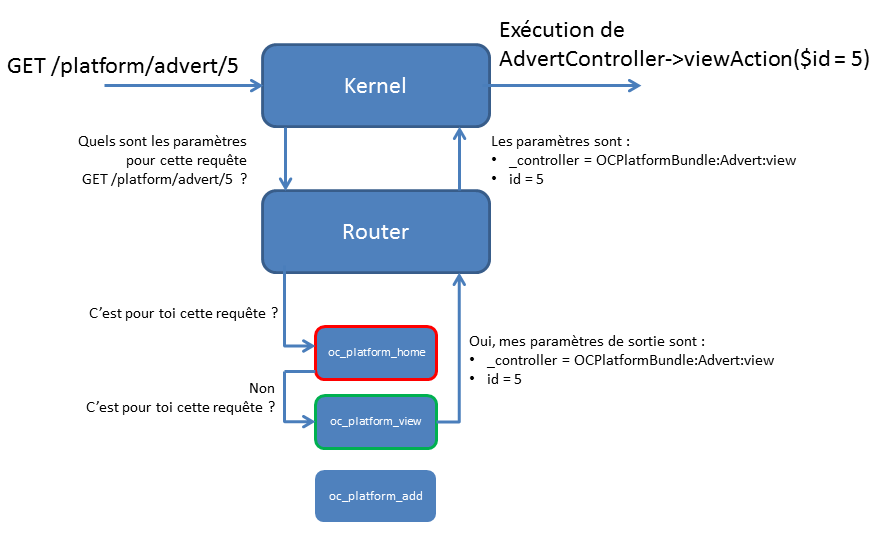 Exécution de
AdvertController->viewAction($id = 5)
GET /platform/advert/5
Kernel
Quels sont les paramètres
pour cette requête
GET /platform/advert/5 ?
Les paramètres sont :
• _controller = OCPlatformBundle:Advert:view
• id = 5
Router
C’est pour toi cette requête ?
oc_platform_home
Oui, mes paramètres de sortie sont :
• _controller = OCPlatformBundle:Advert:view
• id = 5
Non
C’est pour toi cette requête ?
oc_platform_view
oc_platform_add